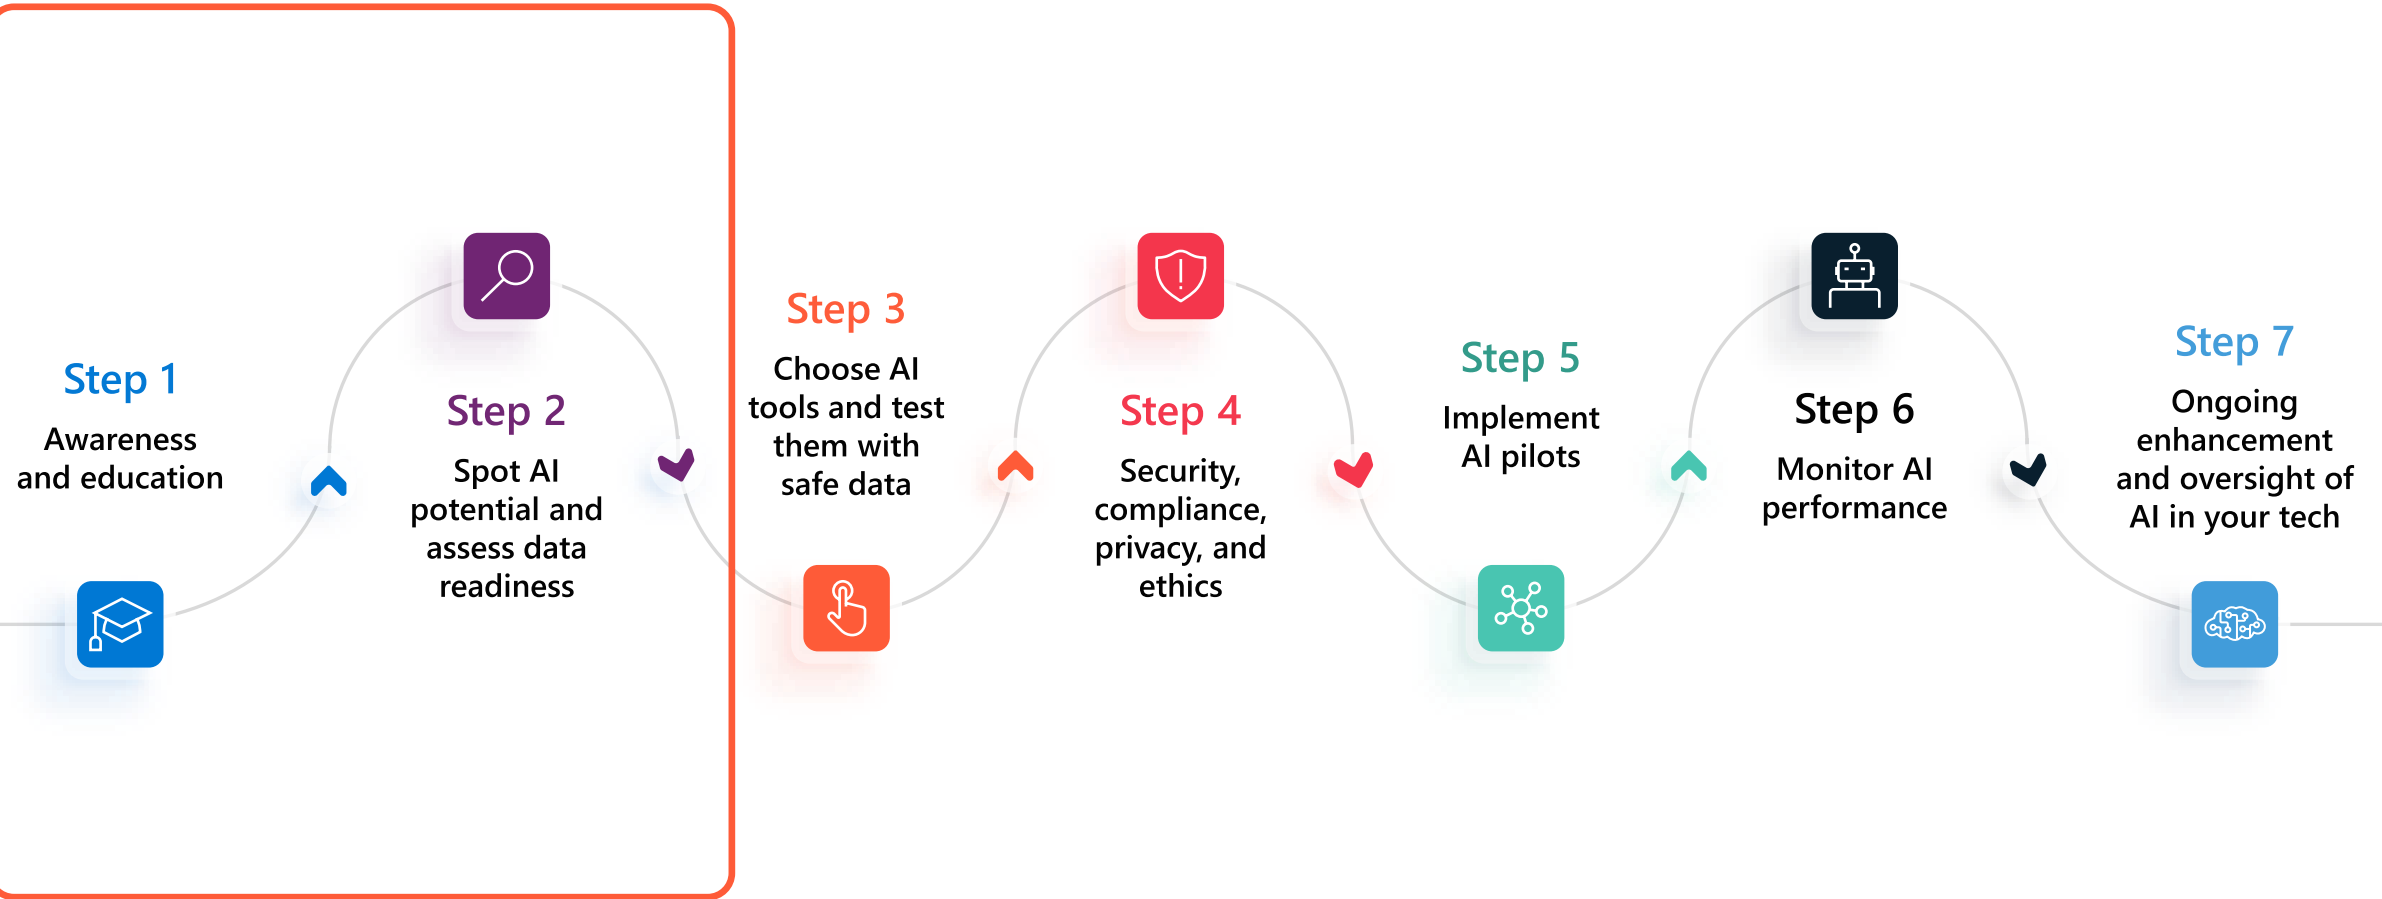 Step 1
Awareness
and education
Step 2
Spot AI
potential and
assess data
readiness
Step 3
Choose AI
tools and test
them with
safe data
Step 4
Security,
compliance,
privacy, and
ethics
Step 5
Implement
AI pilots
Step 6
Monitor AI
performance
Step 7
Ongoing
enhancement
and oversight of
AI in your tech